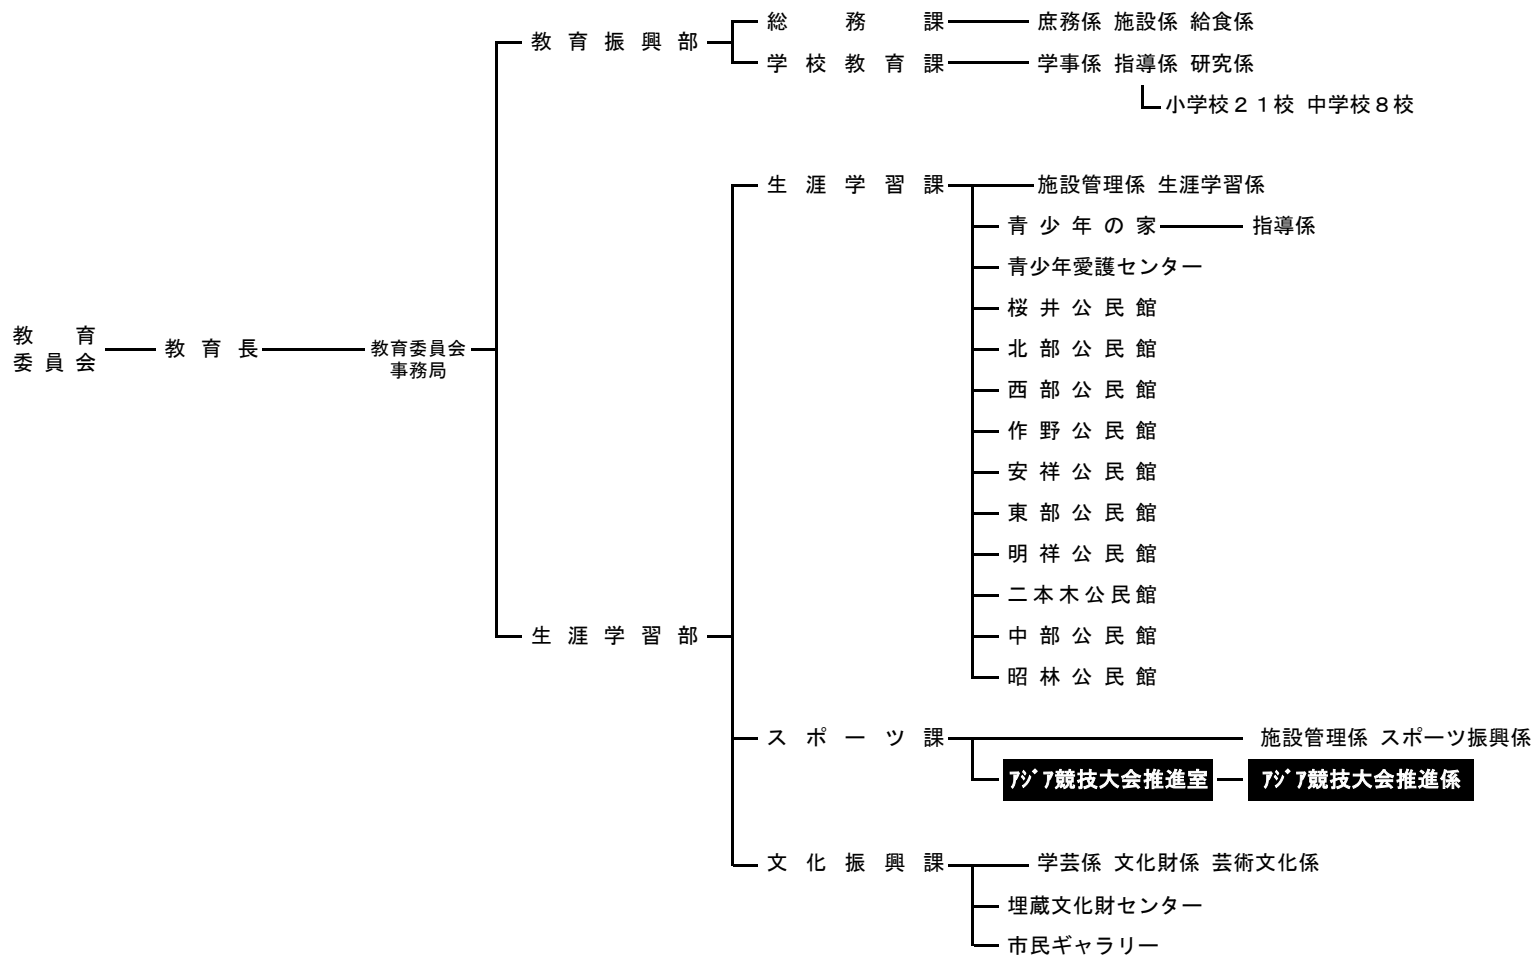 総務課 庶務係 施設係 給食係
教育振興部
学校教育課 学事係 指導係 研究係
小学校２１校 中学校８校
生涯学習課 施設管理係 生涯学習係
青少年の家 指導係
青少年愛護センター
桜井公民館
教育
委員会
教育長
教育委員会
事務局
北部公民館
西部公民館
作野公民館
安祥公民館
東部公民館
明祥公民館
二本木公民館
生涯学習部
中部公民館
昭林公民館
スポーツ課 施設管理係 スポーツ振興係
ｱｼﾞｱ競技大会推進室 ｱｼﾞｱ競技大会推進係
文化振興課 学芸係 文化財係 芸術文化係
埋蔵文化財センター
市民ギャラリー